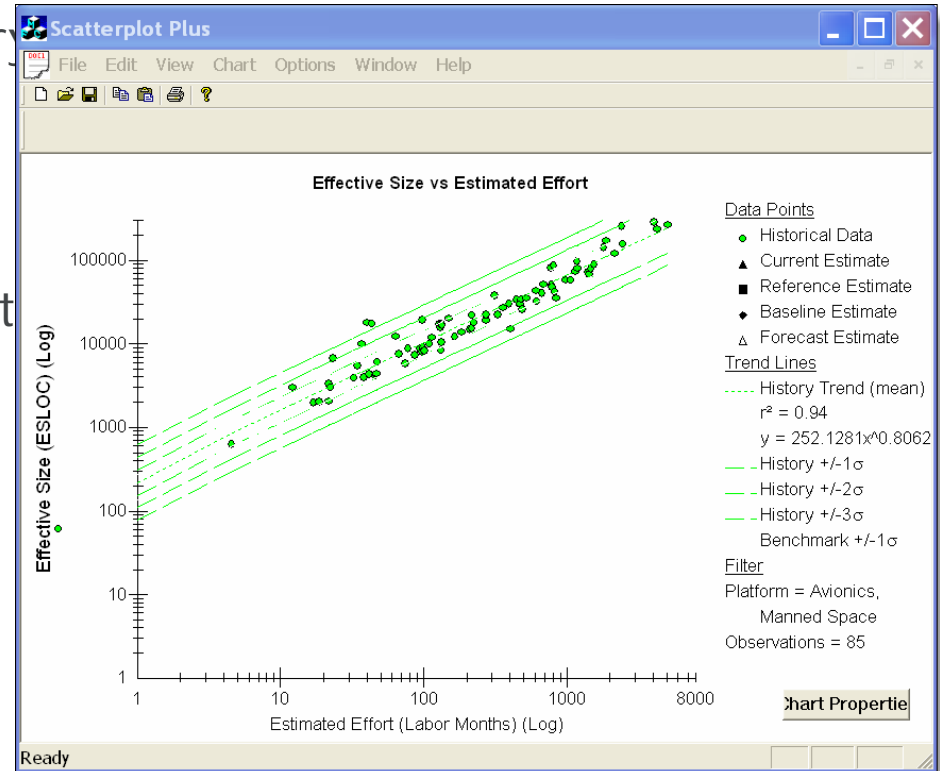 Scatterplot Plus
DOC1
File Edit View Chart Options Window Help
Effective Size vs Estimated Effort
Effective Size (ESLOC) (Log)
100000
10000
1000
100
10
1
1 10 100 1000 8000
Estimated Effort (Labor Months) (Log)
Data Points
Historical Data
Current Estimate
Reference Estimate
Baseline Estimate
Forecast Estimate
Trend Lines
History Trend (mean)
r² = 0.94
y = 252.1281x^0.8062
History +/-1σ
History +/-2σ
History +/-3σ
Benchmark +/-1σ
Filter
Platform = Avionics,
Manned Space
Observations = 85
hart Propertie
Ready